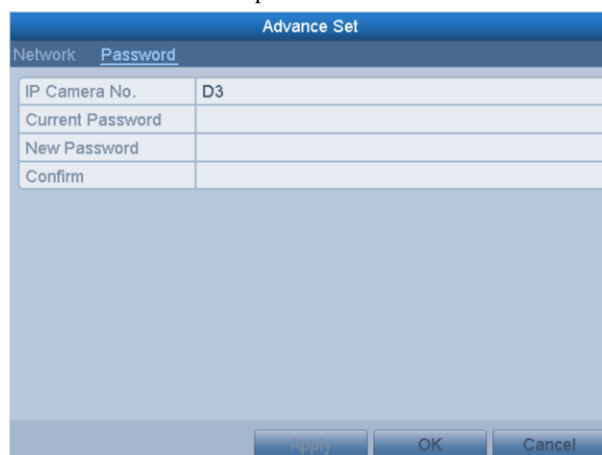 Advance Set
Network Password
IP Camera No. D3
Current Password
New Password
Confirm
Apply OK Cancel